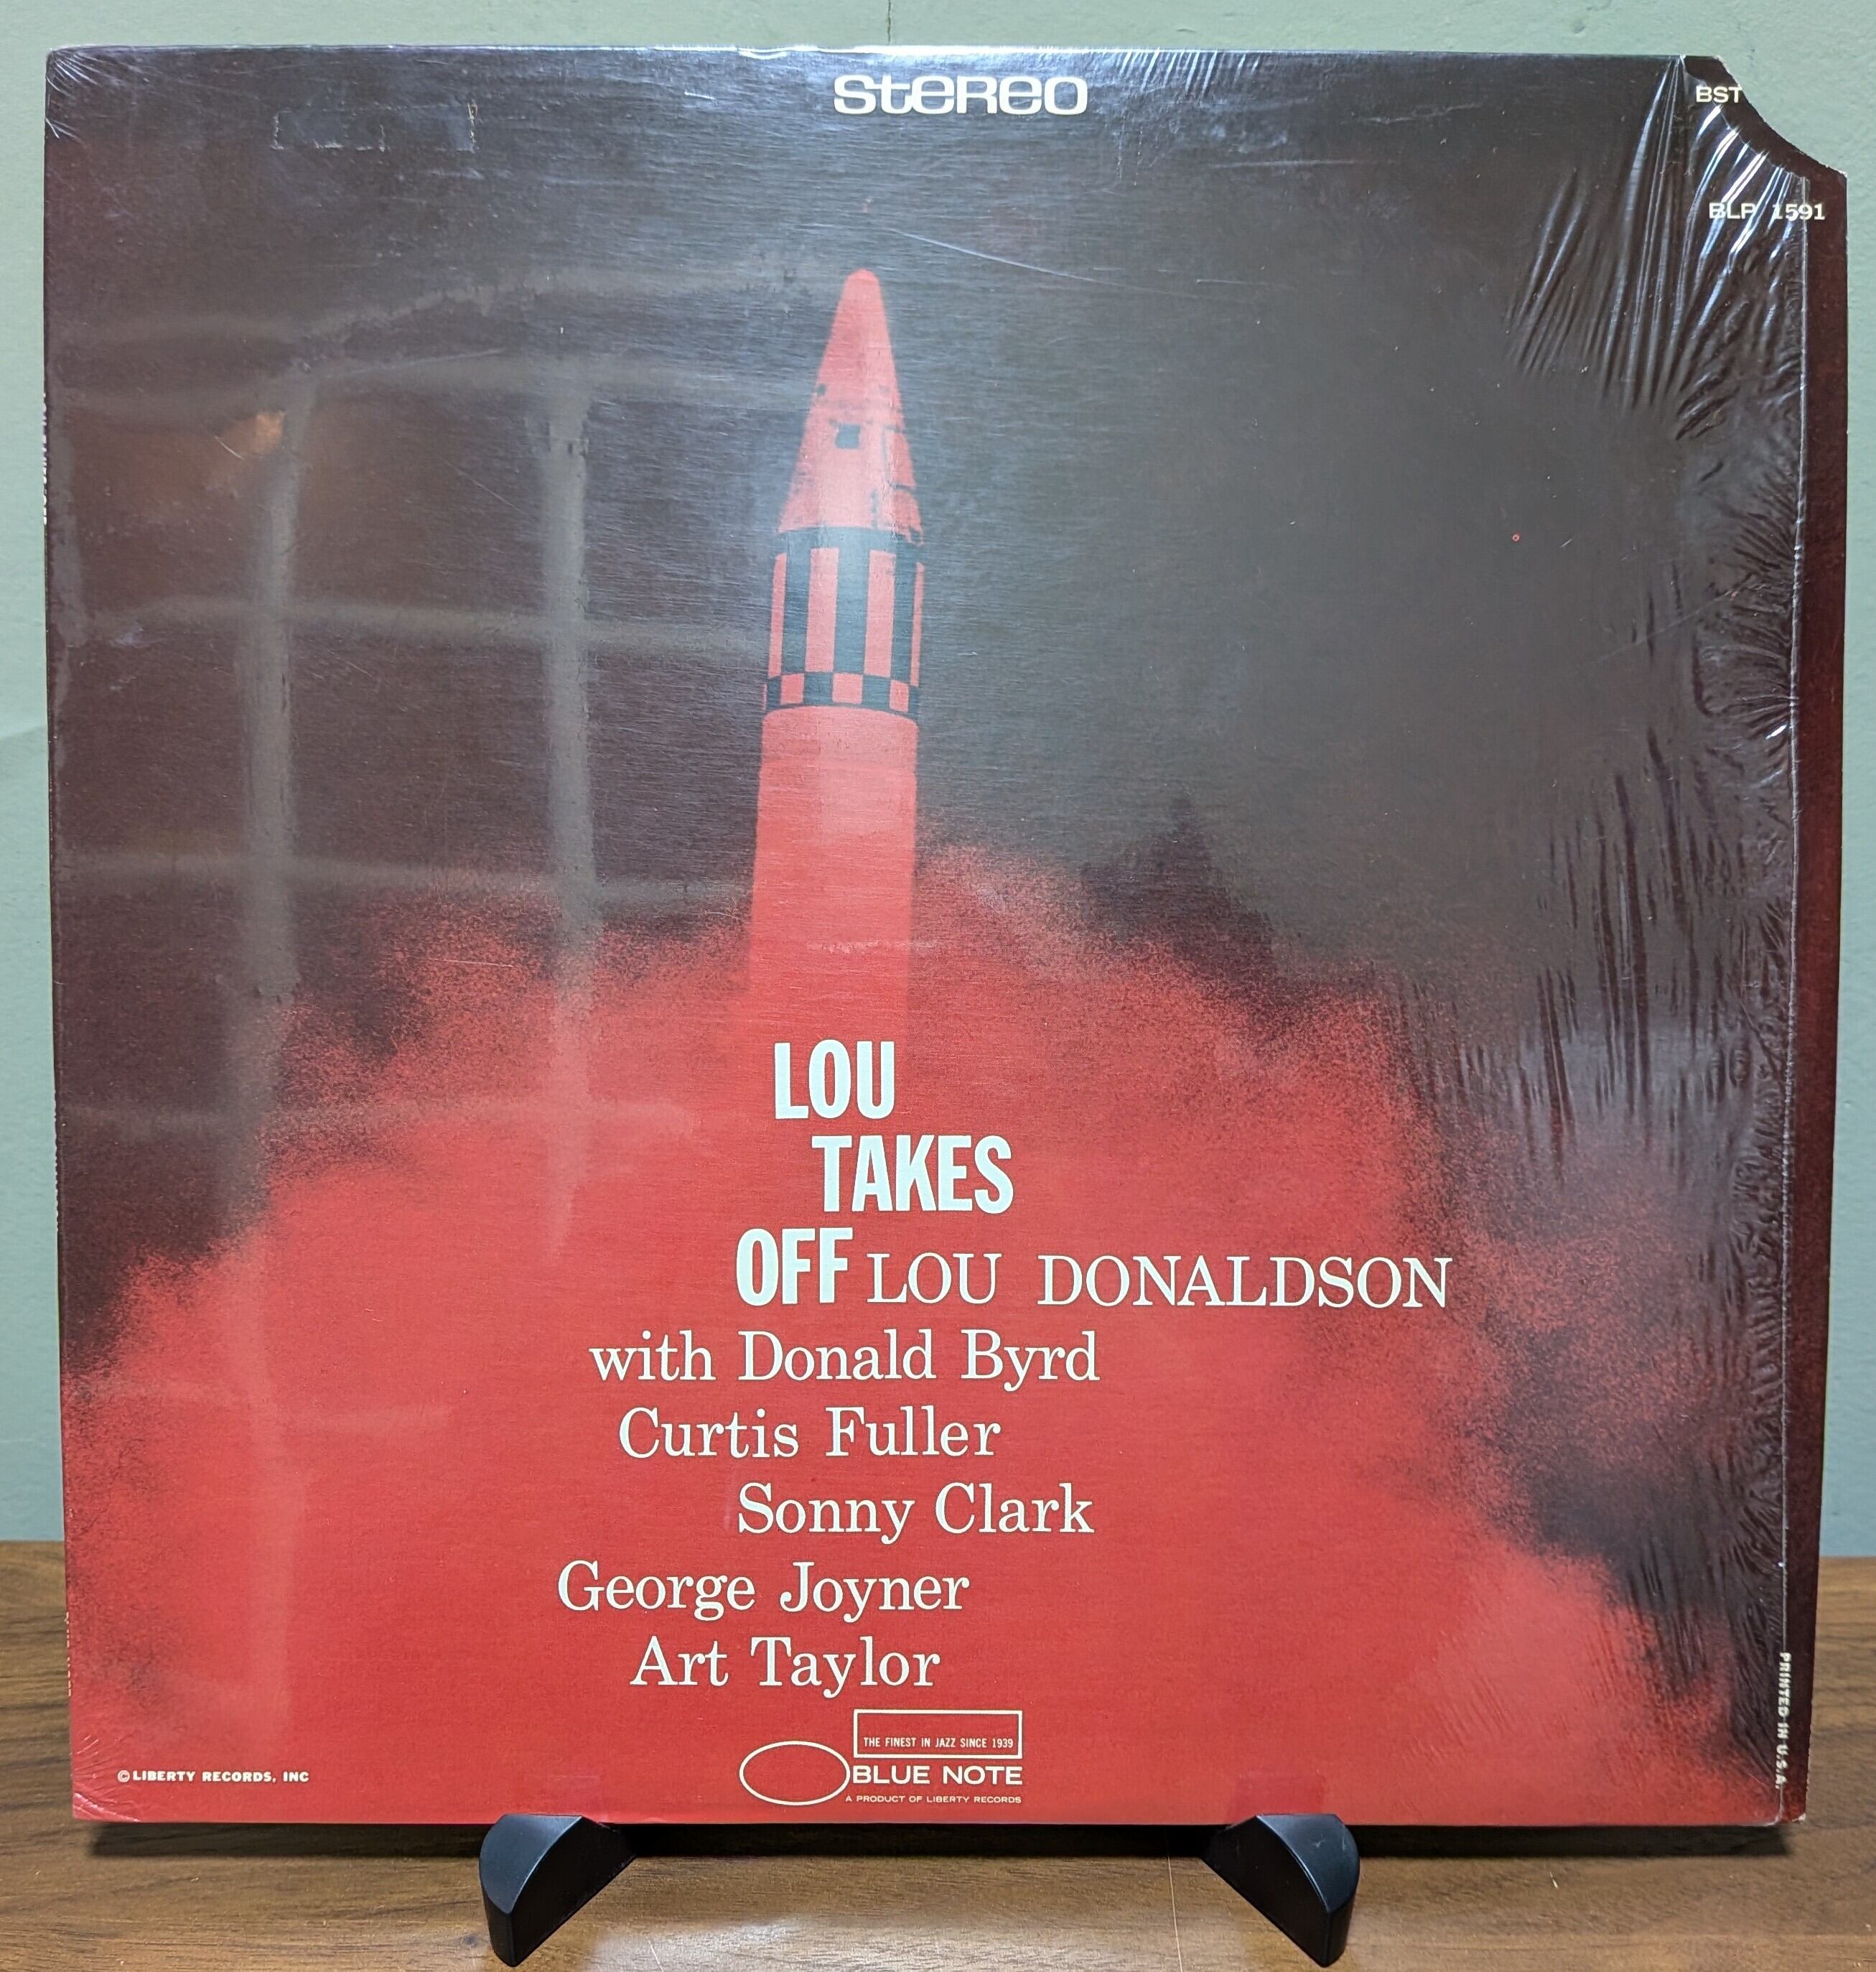 stereo
BST
BLP 1591
LOU
TAKES
OFF LOU DONALDSON
with Donald Byrd
Curtis Fuller
Sonny Clark
George Joyner
Art Taylor
THE FINEST IN JAZZ SINCE 1939
BLUE NOTE
A PRODUCT OF LIBERTY RECORDS
© LIBERTY RECORDS, INC
PRINTED IN U.S.A.